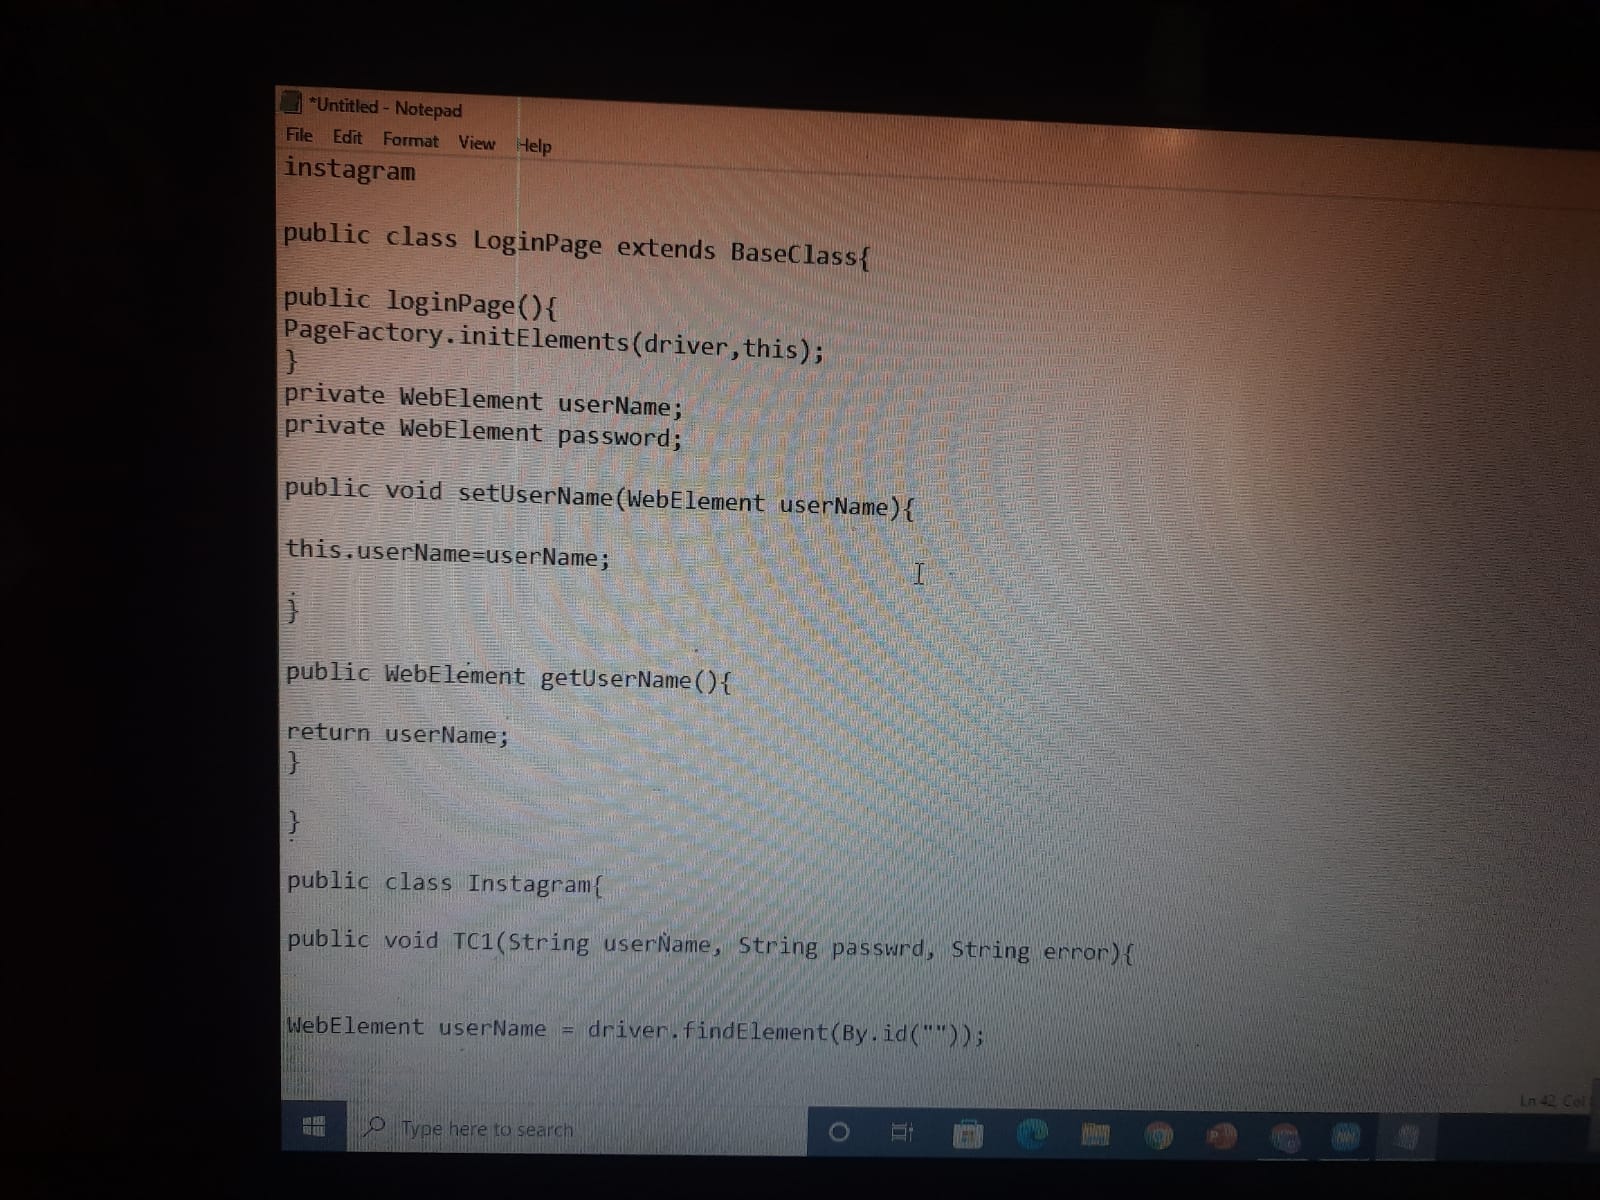 *Untitled - Notepad
File Edit Format View Help
instagram
public class LoginPage extends BaseClass{
public loginPage(){
PageFactory.initElements(driver,this);
}
private WebElement userName;
private WebElement password;
public void setUserName(WebElement userName){
this.userName=userName;
}
public WebElement getUserName(){
return userName;
}
}
public class Instagram{
public void TC1(String userName, String passwrd, String error){
WebElement userName = driver.findElement(By.id(""));
Ln 42, Col
Type here to search